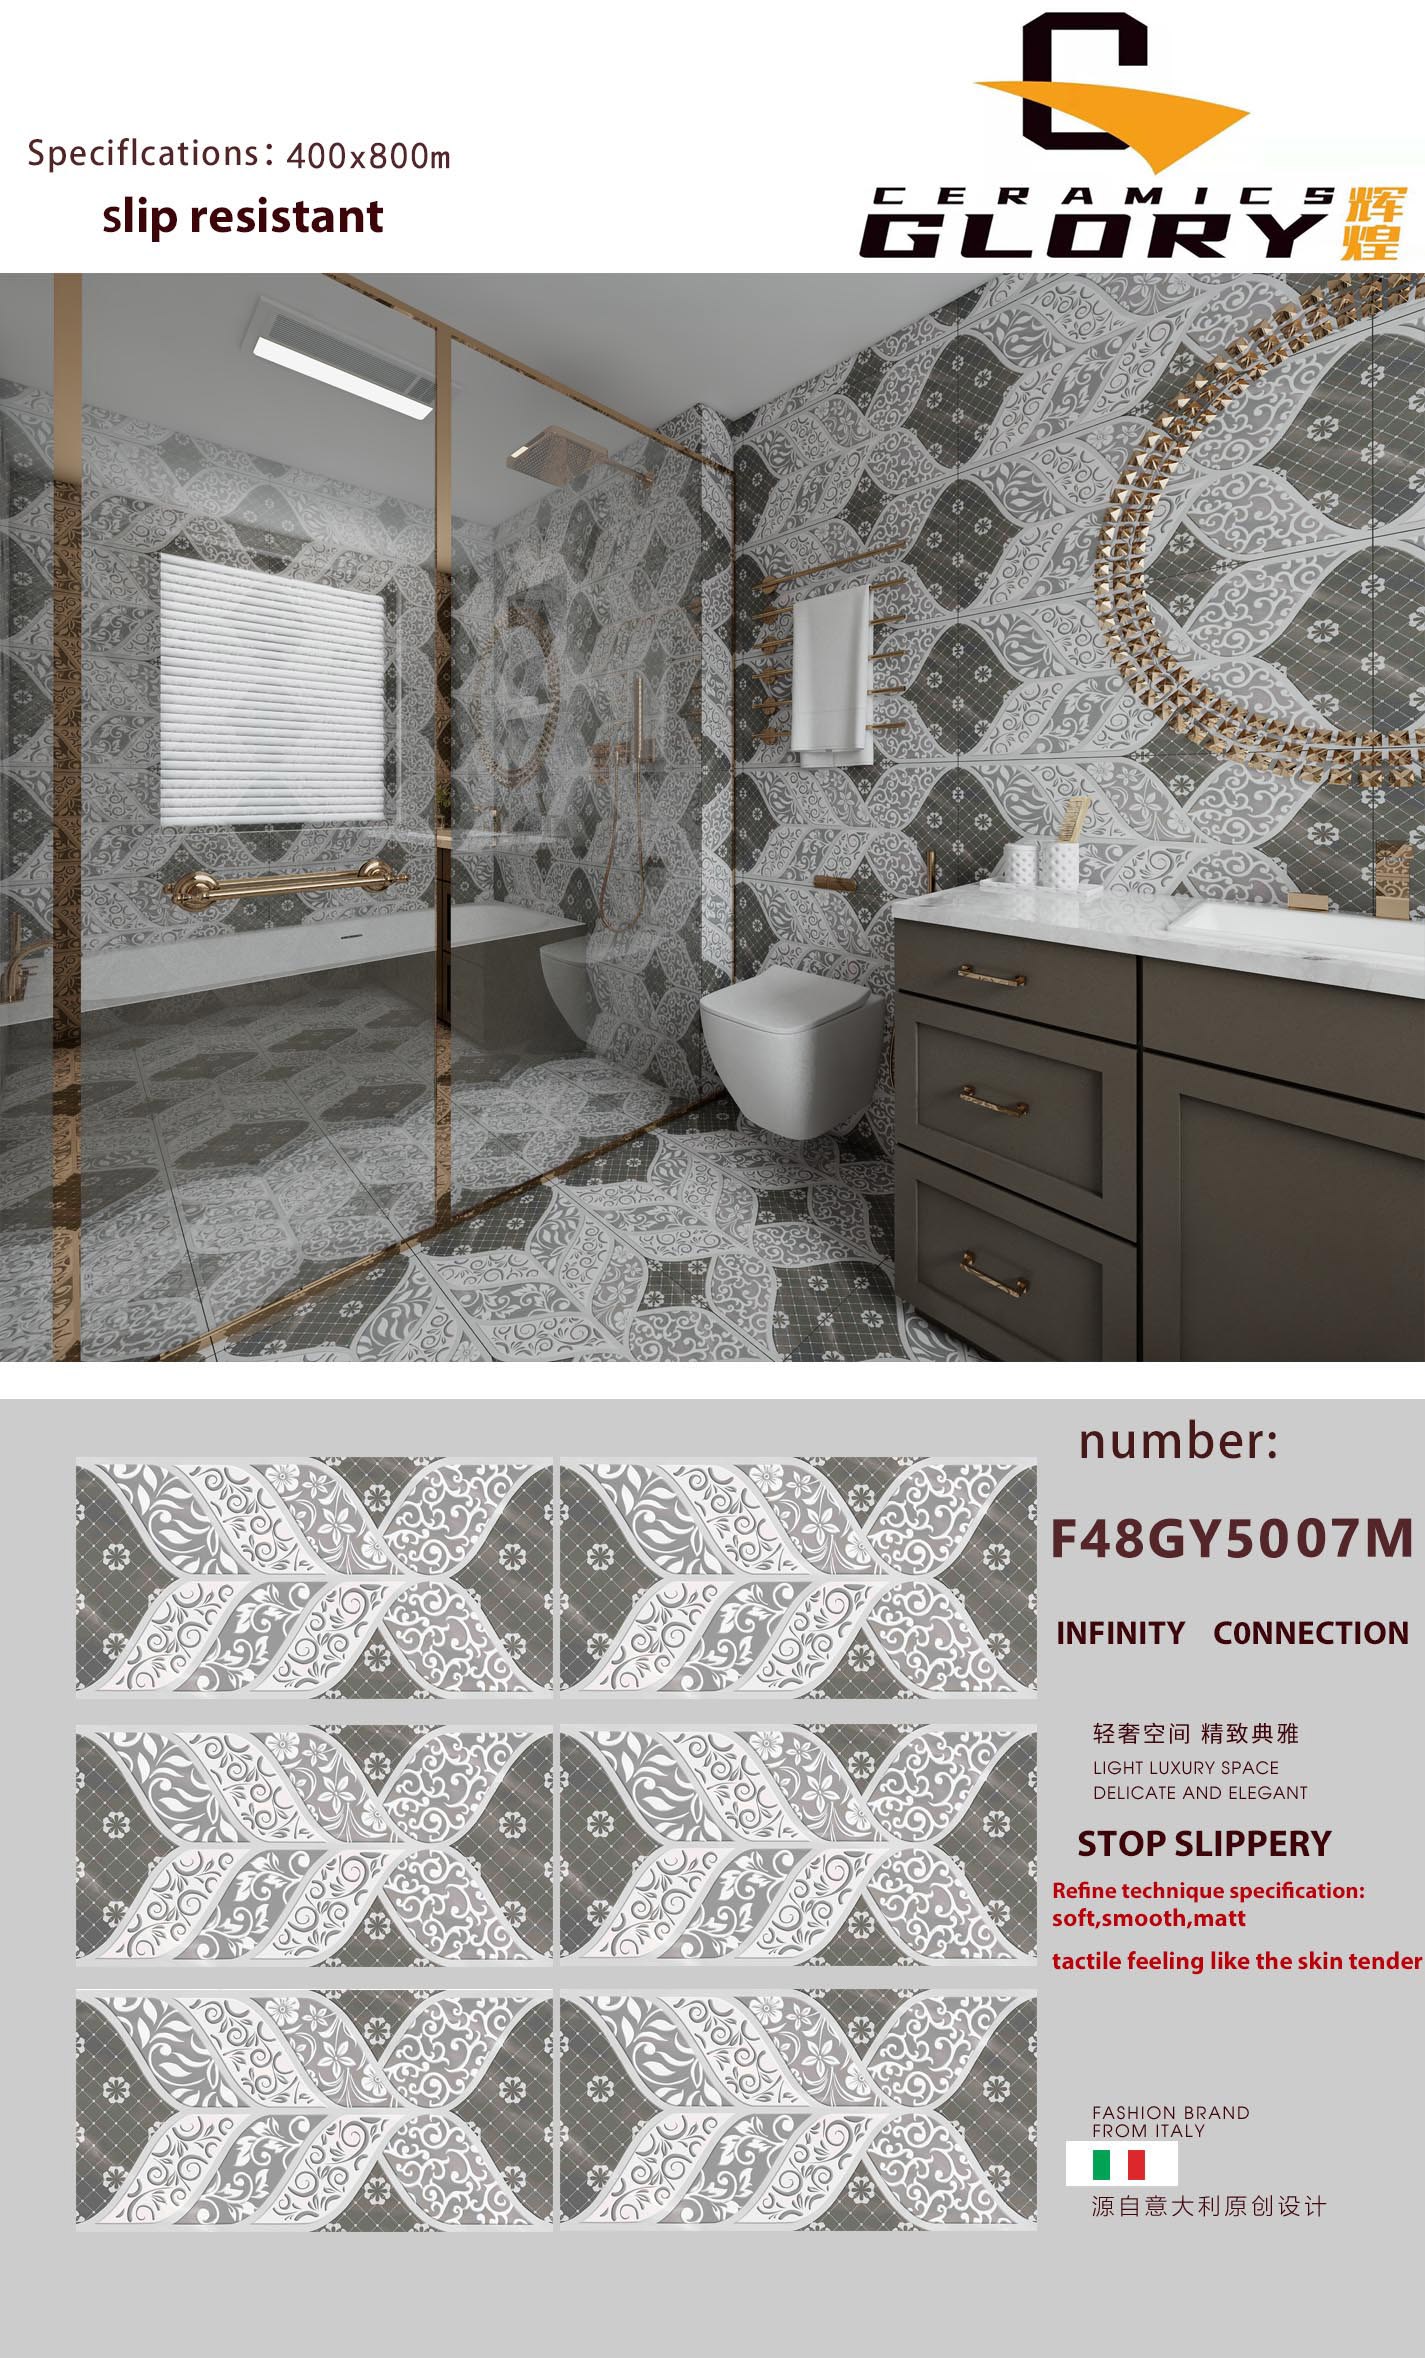 Speciflcations: 400x800m
slip resistant
CERAMICS
GLORY 辉煌
number:
F48GY5007M
INFINITY C0NNECTION
轻奢空间 精致典雅
LIGHT LUXURY SPACE
DELICATE AND ELEGANT
STOP SLIPPERY
Refine technique specification:
soft,smooth,matt
tactile feeling like the skin tender
FASHION BRAND
FROM ITALY
源自意大利原创设计